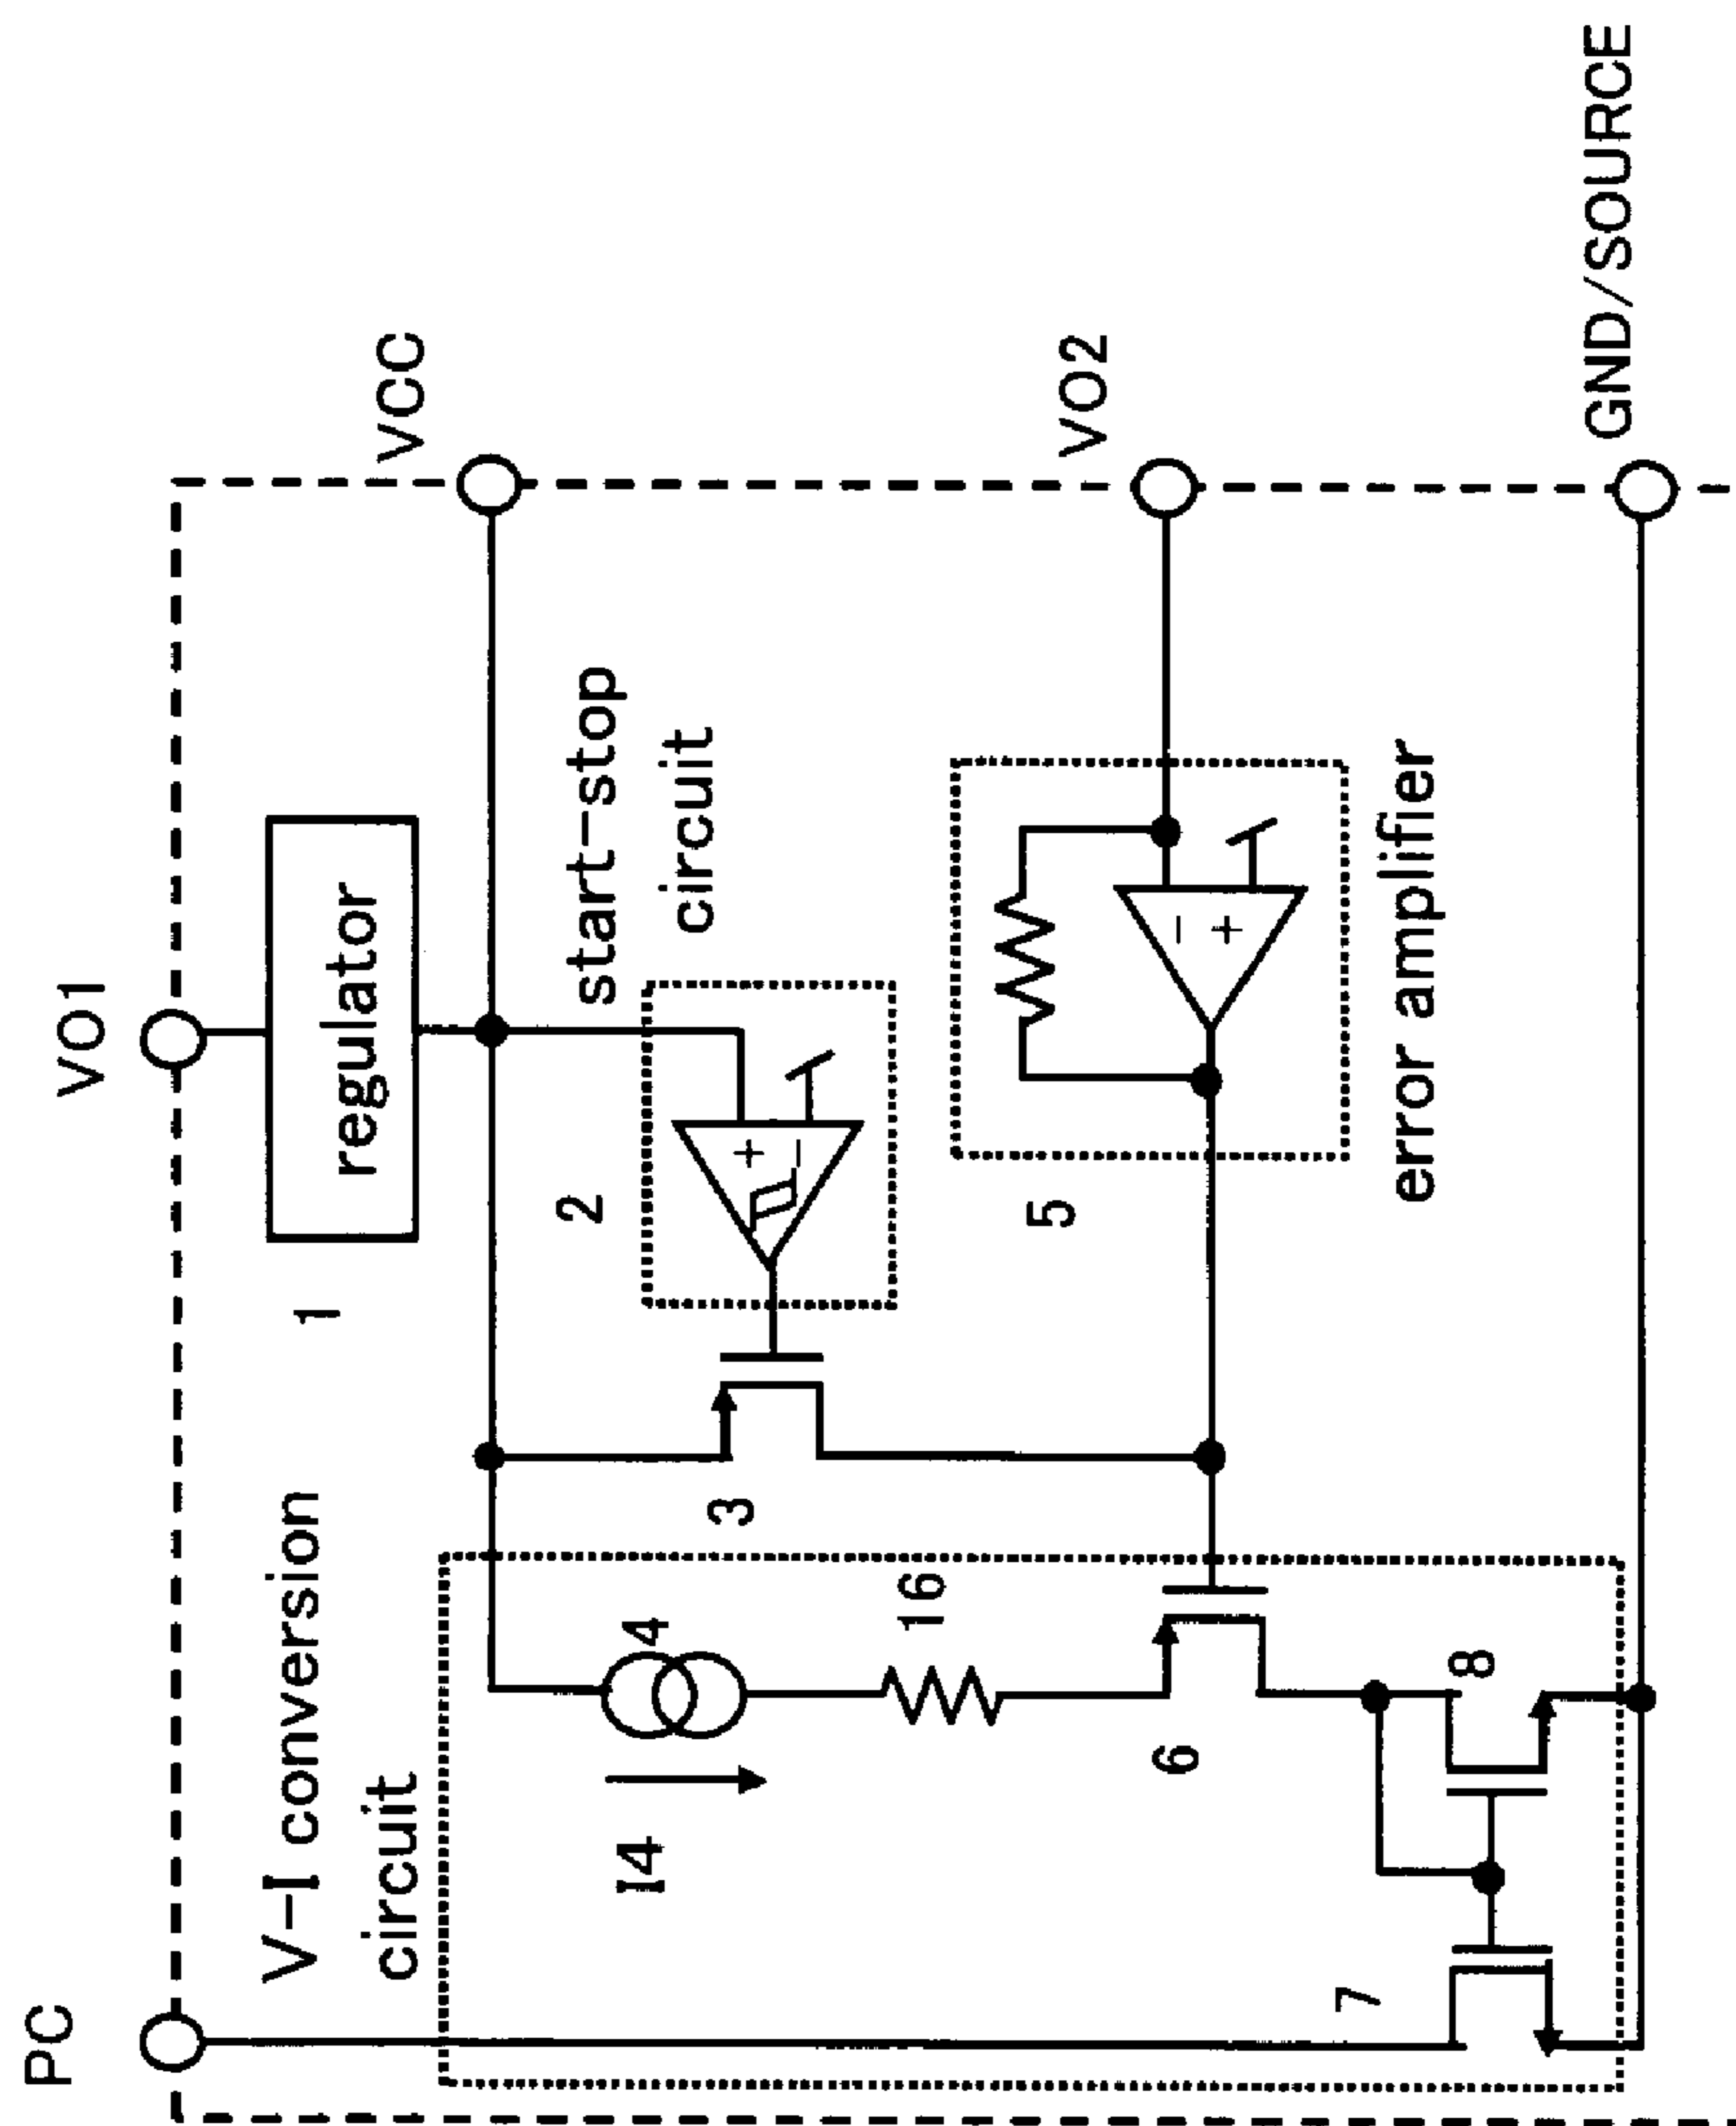 PC
VO1
V-I conversion
circuit
1
regulator
VCC
I4
4
16
3
2
start-stop
circuit
+
-
6
5
-
+
VO2
7
8
error amplifier
GND/SOURCE